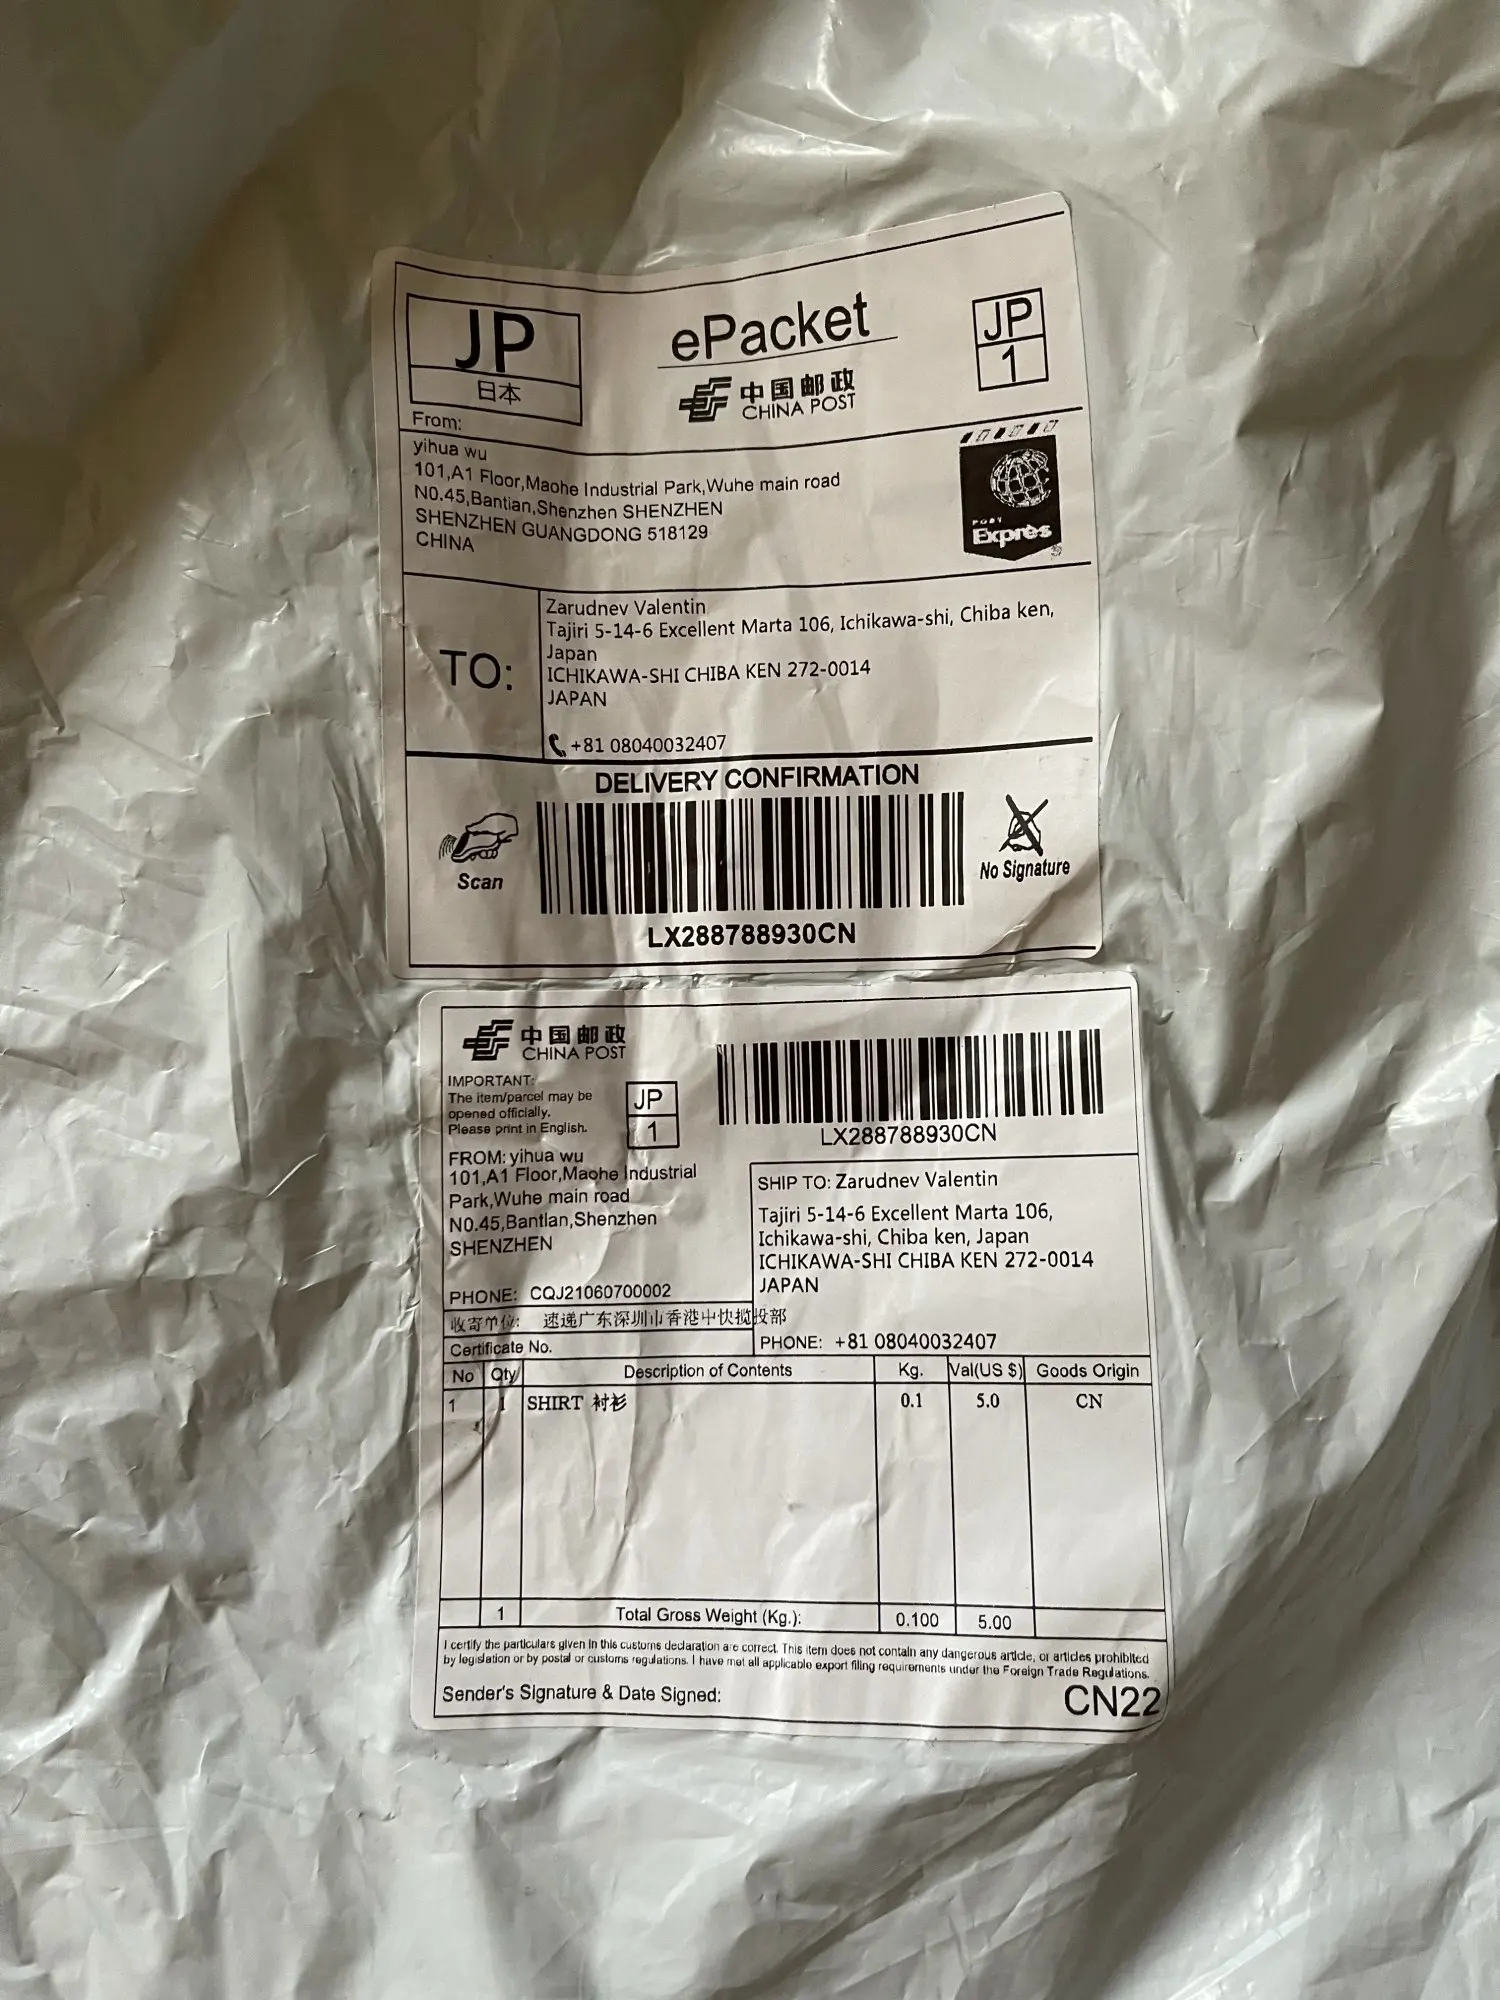 JP
日本
ePacket
中国邮政
CHINA POST
JP
1
From:
yihua wu
101,A1 Floor,Maohe Industrial Park,Wuhe main road
N0.45,Bantian,Shenzhen SHENZHEN
SHENZHEN GUANGDONG 518129
CHINA
POST
Exprès
TO:
Zarudnev Valentin
Tajiri 5-14-6 Excellent Marta 106, Ichikawa-shi, Chiba ken,
Japan
ICHIKAWA-SHI CHIBA KEN 272-0014
JAPAN
+81 08040032407
DELIVERY CONFIRMATION
Scan
No Signature
LX288788930CN
中国邮政
CHINA POST
IMPORTANT:
The item/parcel may be
opened officially.
Please print in English.
JP
1
LX288788930CN
FROM: yihua wu
101,A1 Floor,Maohe Industrial
Park,Wuhe main road
N0.45,Bantian,Shenzhen
SHENZHEN
PHONE: CQJ21060700002
SHIP TO: Zarudnev Valentin
Tajiri 5-14-6 Excellent Marta 106,
Ichikawa-shi, Chiba ken, Japan
ICHIKAWA-SHI CHIBA KEN 272-0014
JAPAN
PHONE: +81 08040032407
收寄单位: 速递广东深圳市香港中快揽投部
Certificate No.
No Qty Description of Contents Kg. Val(US $) Goods Origin
1 1 SHIRT 衬衫 0.1 5.0 CN
1 Total Gross Weight (Kg.): 0.100 5.00
I certify the particulars given in this customs declaration are correct. This item does not contain any dangerous article, or articles prohibited
by legislation or by postal or customs regulations. I have met all applicable export filing requirements under the Foreign Trade Regulations.
Sender's Signature & Date Signed:
CN22